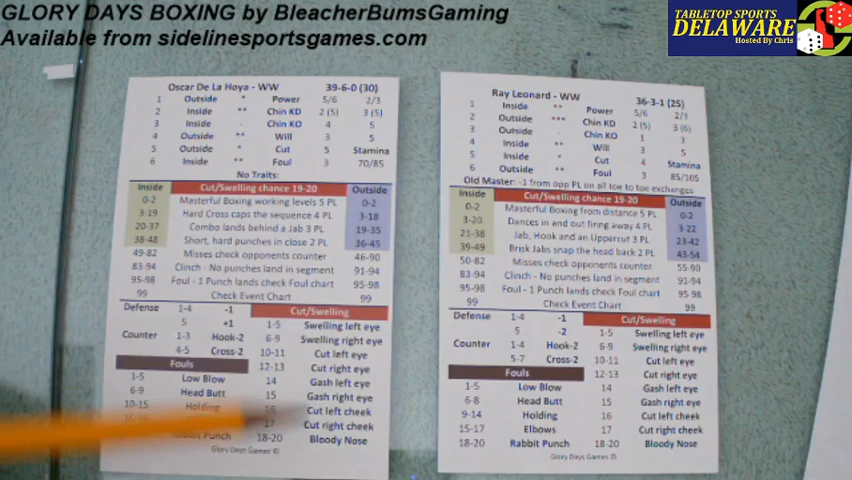 GLORY DAYS BOXING by BleacherBumsGaming
Available from sidelinesportsgames.com
TABLETOP SPORTS
DELAWARE
Hosted By Chris
Oscar De La Hoya - WW 39-6-0 (30)
1 Outside * Power 5/6 2/3
2 Inside ** Chin KD 2 (5) 3 (5)
3 Inside - Chin KO 4 5
4 Outside ** Will 3 5
5 Outside * Cut 5 Stamina
6 Inside ** Foul 3 70/85
No Traits:
Inside Cut/Swelling chance 19-20 Outside
0-2 Masterful Boxing working levels 5 PL 0-2
3-19 Hard Cross caps the sequence 4 PL 3-18
20-37 Combo lands behind a Jab 3 PL 19-35
38-48 Short, hard punches in close 2 PL 36-45
49-82 Misses check opponents counter 46-90
83-94 Clinch - No punches land in segment 91-94
95-98 Foul - 1 Punch lands check Foul chart 95-98
99 Check Event Chart 99
Defense 1-4 -1 Cut/Swelling
5 +1 1-5 Swelling left eye
Counter 1-3 Hook-2 6-9 Swelling right eye
4-5 Cross-2 10-11 Cut left eye
Fouls 12-13 Cut right eye
1-5 Low Blow 14 Gash left eye
6-9 Head Butt 15 Gash right eye
10-15 Holding 16 Cut left cheek
17 Cut right cheek
Rabbit Punch 18-20 Bloody Nose
Glory Days Games ©
Ray Leonard - WW 36-3-1 (25)
1 Inside ** Power 5/6 2/3
2 Outside *** Chin KD 2 (5) 3 (6)
3 Outside - Chin KO 1 3
4 Inside ** Will 3 5
5 Inside * Cut 4 Stamina
6 Outside ** Foul 3 85/105
Old Master: -1 from opp PL on all toe to toe exchanges
Inside Cut/Swelling chance 19-20 Outside
0-2 Masterful Boxing from distance 5 PL 0-2
3-20 Dances in and out firing away 4 PL 3-22
21-38 Jab, Hook and an Uppercut 3 PL 23-42
39-49 Brisk Jabs snap the head back 2 PL 43-54
50-82 Misses check opponents counter 55-90
83-94 Clinch - No punches land in segment 91-94
95-98 Foul - 1 Punch lands check Foul chart 95-98
99 Check Event Chart 99
Defense 1-4 -1 Cut/Swelling
5 -2 1-5 Swelling left eye
Counter 1-4 Hook-2 6-9 Swelling right eye
5-7 Cross-2 10-11 Cut left eye
Fouls 12-13 Cut right eye
1-5 Low Blow 14 Gash left eye
6-8 Head Butt 15 Gash right eye
9-14 Holding 16 Cut left cheek
15-17 Elbows 17 Cut right cheek
18-20 Rabbit Punch 18-20 Bloody Nose
Glory Days Games ©